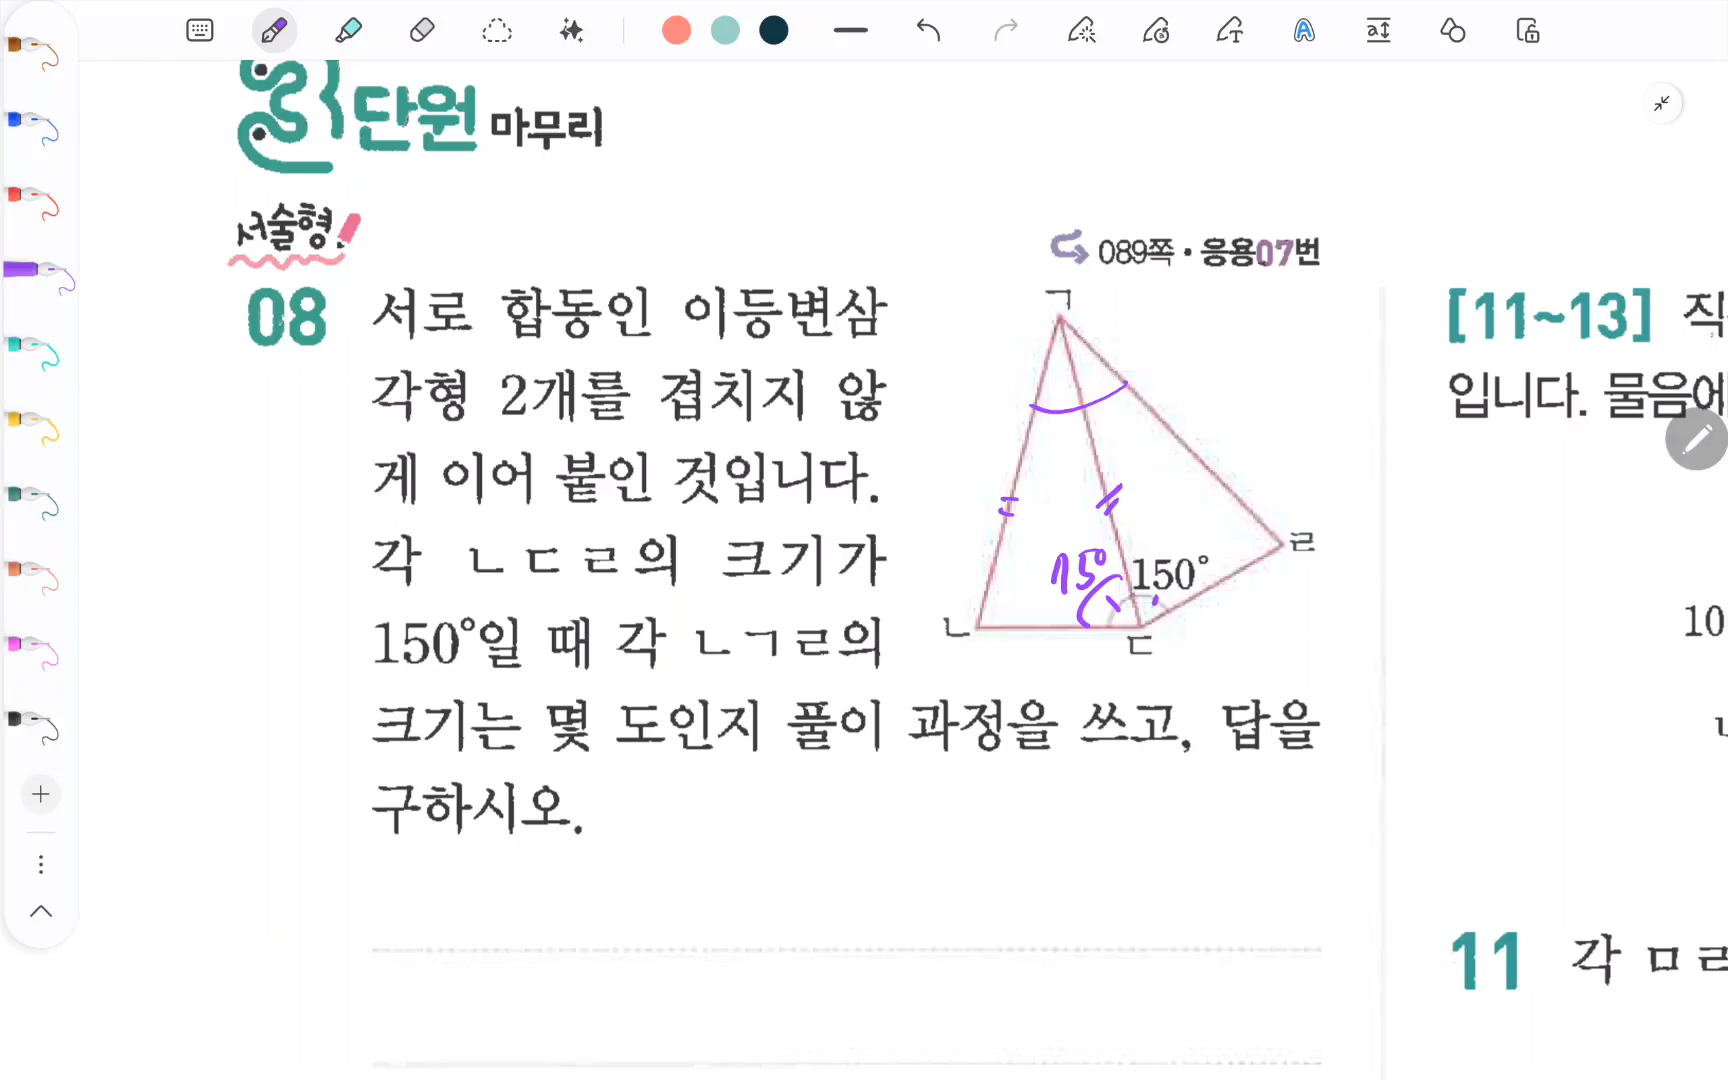 단원 마무리
서술형!
089쪽·응용07번
08 서로 합동인 이등변삼
각형 2개를 겹치지 않
게 이어 붙인 것입니다.
각 ㄴㄷㄹ의 크기가
150°일 때 각 ㄴㄱㄹ의
크기는 몇 도인지 풀이 과정을 쓰고, 답을
구하시오.
ㄱ
ㄹ
150°
150
ㄴ
ㄷ
[11~13] 직
입니다. 물음에
10
11 각 ㅁㄹ